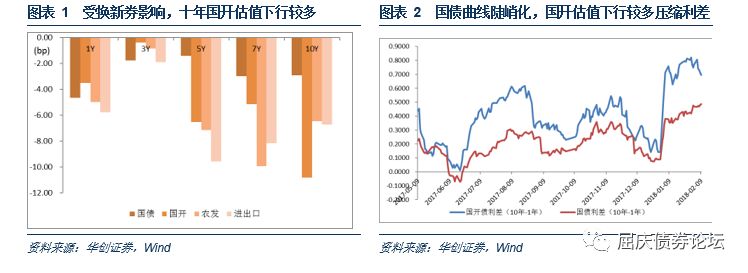 图表 1 受换新券影响，十年国开估值下行较多
0.00
(bp)
-2.00
-4.00
-6.00
-8.00
-10.00
-12.00
1Y 3Y 5Y 7Y 10Y
国债 国开 农发 进出口
资料来源：华创证券，Wind
图表 2 国债曲线陡峭化，国开估值下行较多压缩利差
0.9000
0.8000
0.7000
0.6000
0.5000
0.4000
0.3000
0.2000
0.1000
0.0000
-0.1000
2017-05-09 2017-06-09 2017-07-09 2017-08-09 2017-09-09 2017-10-09 2017-11-09 2017-12-09 2018-01-09 2018-02-09
国开债利差（10年-1年） 国债利差（10年-1年）
资料来源：华创证券，Wind
屈庆债券论坛